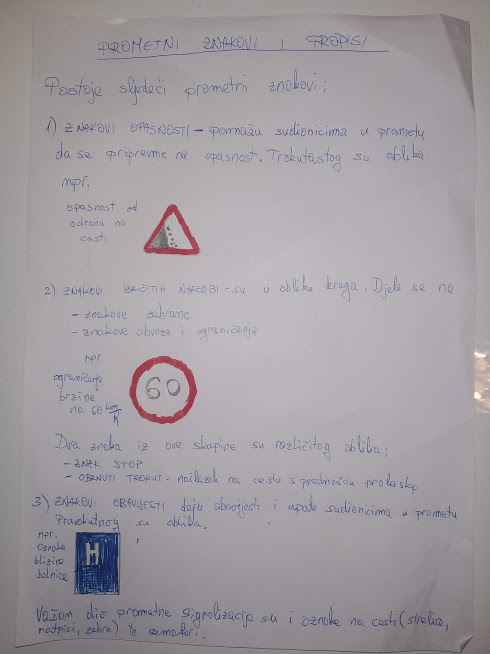 PROMETNI ZNAKOVI I PROPISI
Postoje sljedeći prometni znakovi:
1) ZNAKOVI OPASNOSTI – pomažu sudionicima u prometu
da se pripreme na opasnost. Trokutastog su oblika.
npr.
opasnost od
odrona na
cesti
2) ZNAKOVI IZRIČITIH NAREDBI – su u obliku kruga. Djele se na
– znakove zabrane
– znakove obveze i ograničenja
npr.
ograničenje
brzine
na 60 km/h
60
Dva znaka iz ove skupine su različitog oblika:
– ZNAK STOP
– OBRNUTI TROKUT – nailazak na cestu s prednošću prolaska
3) ZNAKOVI OBAVIJESTI daju obavijesti i upute sudionicima u prometu
Pravokutnog su oblika.
npr.
oznaka
blizine
bolnice
H
Važan dio prometne signalizacije su i oznake na cesti (strelice,
natpisi, zebre) te semafori.